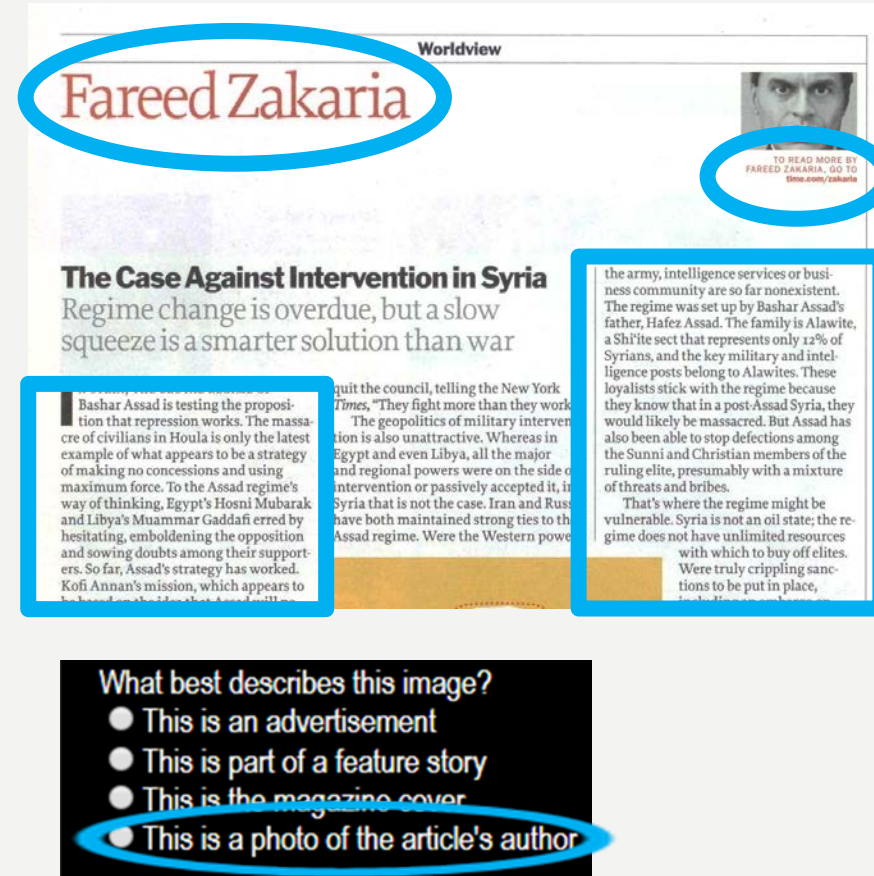 Worldview
Fareed Zakaria
TO READ MORE BY
FAREED ZAKARIA, GO TO
time.com/zakaria
The Case Against Intervention in Syria
Regime change is overdue, but a slow
squeeze is a smarter solution than war
Bashar Assad is testing the proposi-
tion that repression works. The massa-
cre of civilians in Houla is only the latest
example of what appears to be a strategy
of making no concessions and using
maximum force. To the Assad regime's
way of thinking, Egypt's Hosni Mubarak
and Libya's Muammar Gaddafi erred by
hesitating, emboldening the opposition
and sowing doubts among their support-
ers. So far, Assad's strategy has worked.
Kofi Annan's mission, which appears to
quit the council, telling the New York
Times, "They fight more than they work
The geopolitics of military interven
tion is also unattractive. Whereas in
Egypt and even Libya, all the major
and regional powers were on the side o
intervention or passively accepted it, i
Syria that is not the case. Iran and Russ
have both maintained strong ties to th
Assad regime. Were the Western powe
the army, intelligence services or busi-
ness community are so far nonexistent.
The regime was set up by Bashar Assad's
father, Hafez Assad. The family is Alawite,
a Shi'ite sect that represents only 12% of
Syrians, and the key military and intel-
ligence posts belong to Alawites. These
loyalists stick with the regime because
they know that in a post-Assad Syria, they
would likely be massacred. But Assad has
also been able to stop defections among
the Sunni and Christian members of the
ruling elite, presumably with a mixture
of threats and bribes.
That's where the regime might be
vulnerable. Syria is not an oil state; the re-
gime does not have unlimited resources
with which to buy off elites.
Were truly crippling sanc-
tions to be put in place,
What best describes this image?
This is an advertisement
This is part of a feature story
This is the magazine cover
This is a photo of the article's author